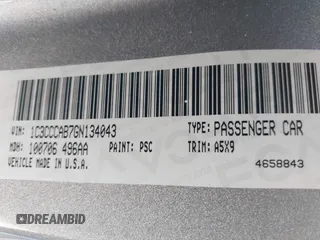 VIN: 1C3CCCAB7GN134043 TYPE: PASSENGER CAR
MDH: 100706 496AA PAINT: PSC TRIM: A5X9
VEHICLE MADE IN U.S.A. 4658843
DREAMBID